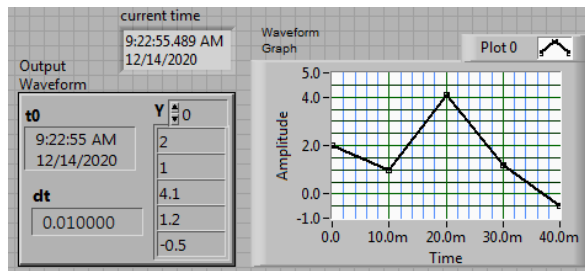 current time
9:22:55.489 AM
12/14/2020
Output
Waveform
t0
9:22:55 AM
12/14/2020
dt
0.010000
Y 0
2
1
4.1
1.2
-0.5
Waveform
Graph
Plot 0
Amplitude
5.0
4.0
2.0
0.0
-1.0
0.0 10.0m 20.0m 30.0m 40.0m
Time